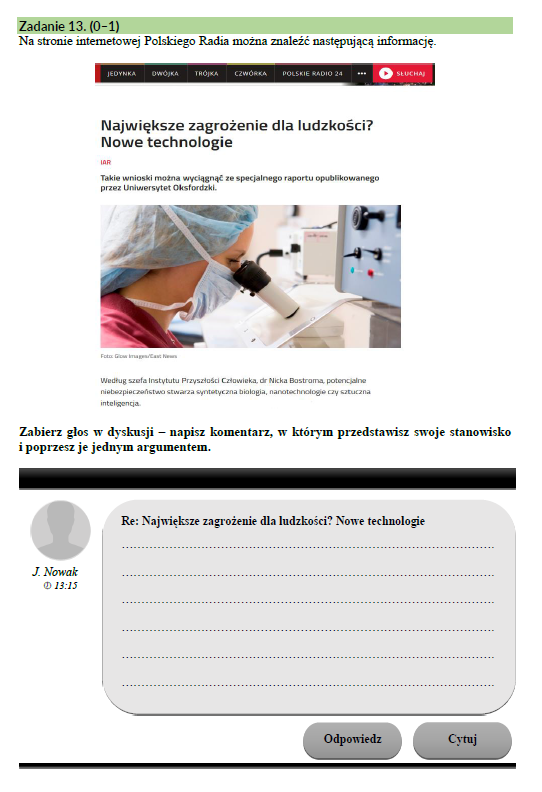 Zadanie 13. (0–1)
Na stronie internetowej Polskiego Radia można znaleźć następującą informację.
JEDYNKA DWÓJKA TRÓJKA CZWÓRKA POLSKIE RADIO 24 ••• SŁUCHAJ
Największe zagrożenie dla ludzkości?
Nowe technologie
IAR
Takie wnioski można wyciągnąć ze specjalnego raportu opublikowanego
przez Uniwersytet Oksfordzki.
Foto: Glow Images/East News
Według szefa Instytutu Przyszłości Człowieka, dr Nicka Bostroma, potencjalne
niebezpieczeństwo stwarza syntetyczna biologia, nanotechnologie czy sztuczna
inteligencja.
Zabierz głos w dyskusji – napisz komentarz, w którym przedstawisz swoje stanowisko
i poprzesz je jednym argumentem.
Re: Największe zagrożenie dla ludzkości? Nowe technologie
J. Nowak
13:15
Odpowiedz Cytuj